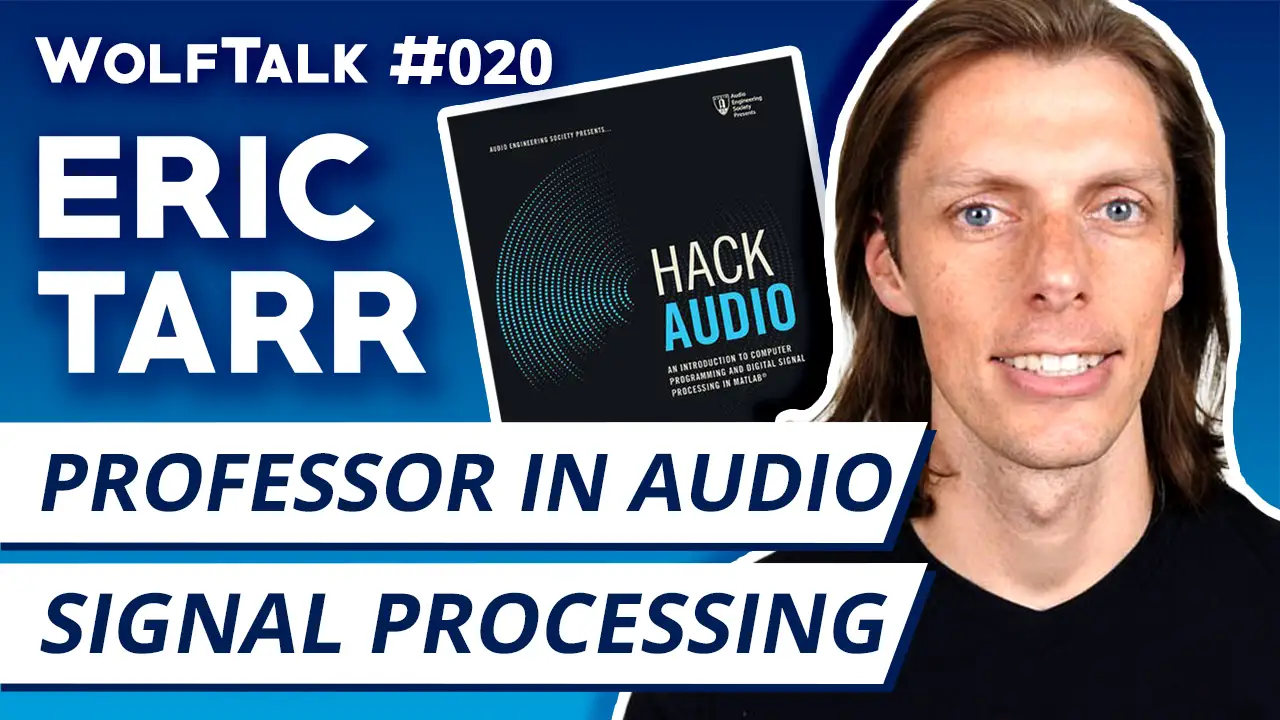 WOLFTALK #020
ERIC
TARR
AUDIO ENGINEERING SOCIETY PRESENTS...
Audio
Engineering
Society
Presents
HACK
AUDIO
AN INTRODUCTION TO COMPUTER
PROGRAMMING AND DIGITAL SIGNAL
PROCESSING IN MATLAB®
PROFESSOR IN AUDIO
SIGNAL PROCESSING